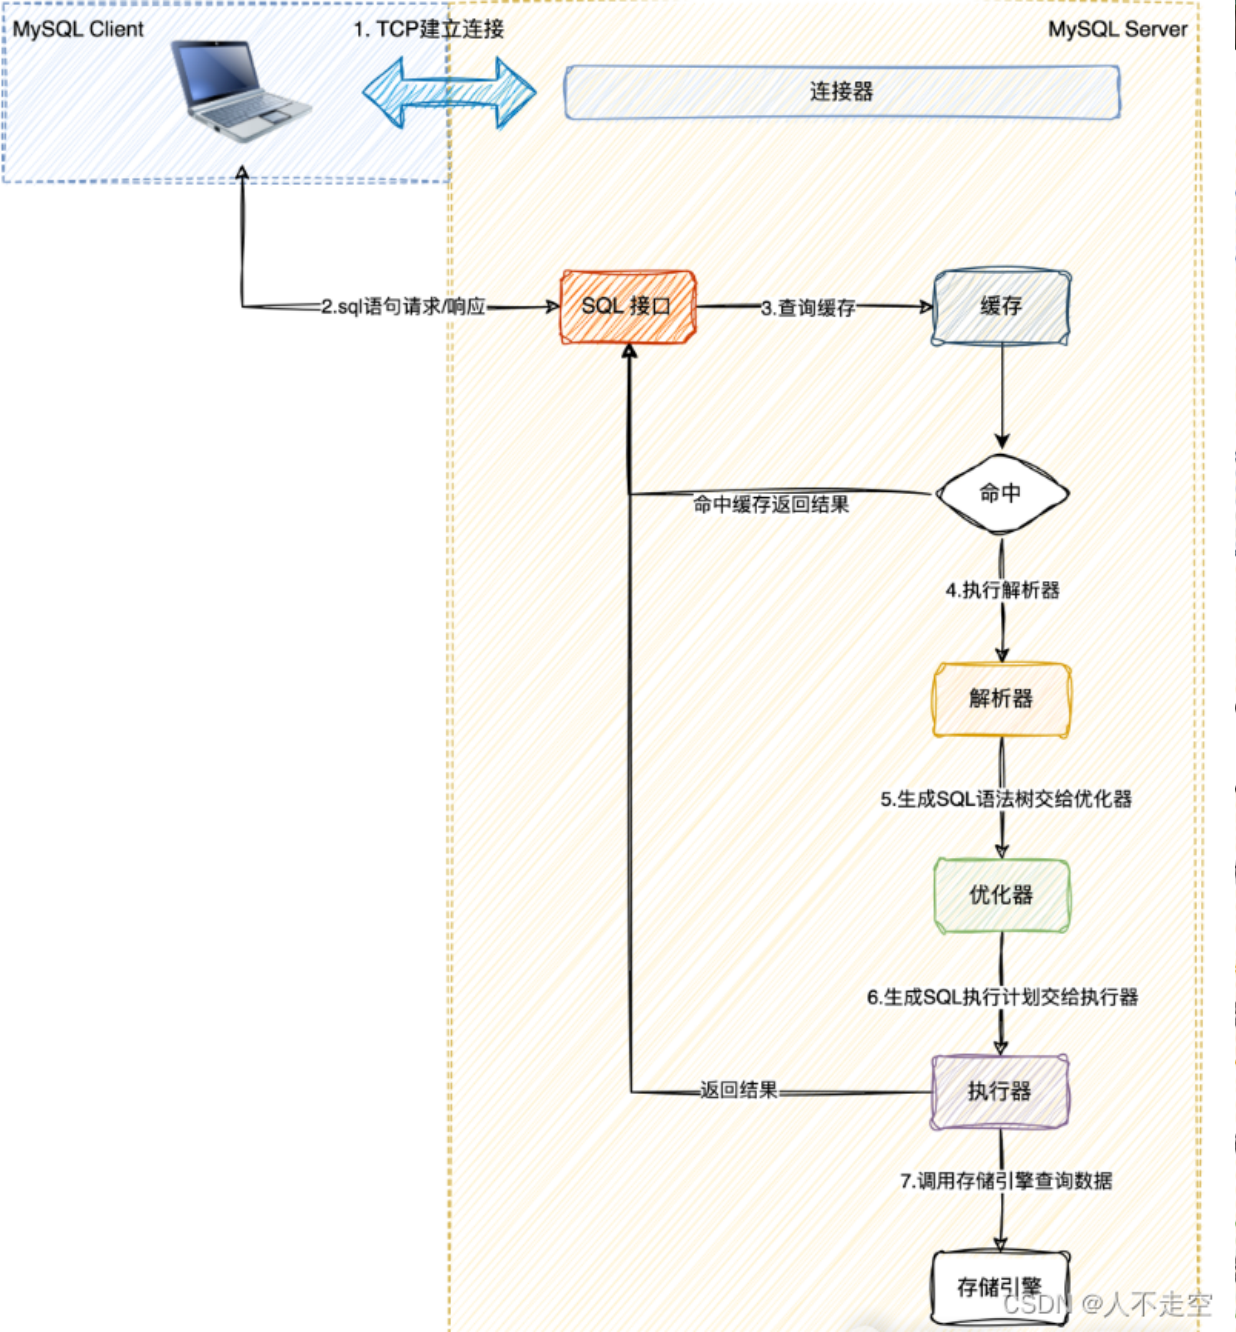 MySQL Client
1. TCP建立连接
MySQL Server
连接器
2.sql语句请求/响应
SQL 接口
3.查询缓存
缓存
命中
命中缓存返回结果
4.执行解析器
解析器
5.生成SQL语法树交给优化器
优化器
6.生成SQL执行计划交给执行器
执行器
返回结果
7.调用存储引擎查询数据
存储引擎
CSDN @人不走空